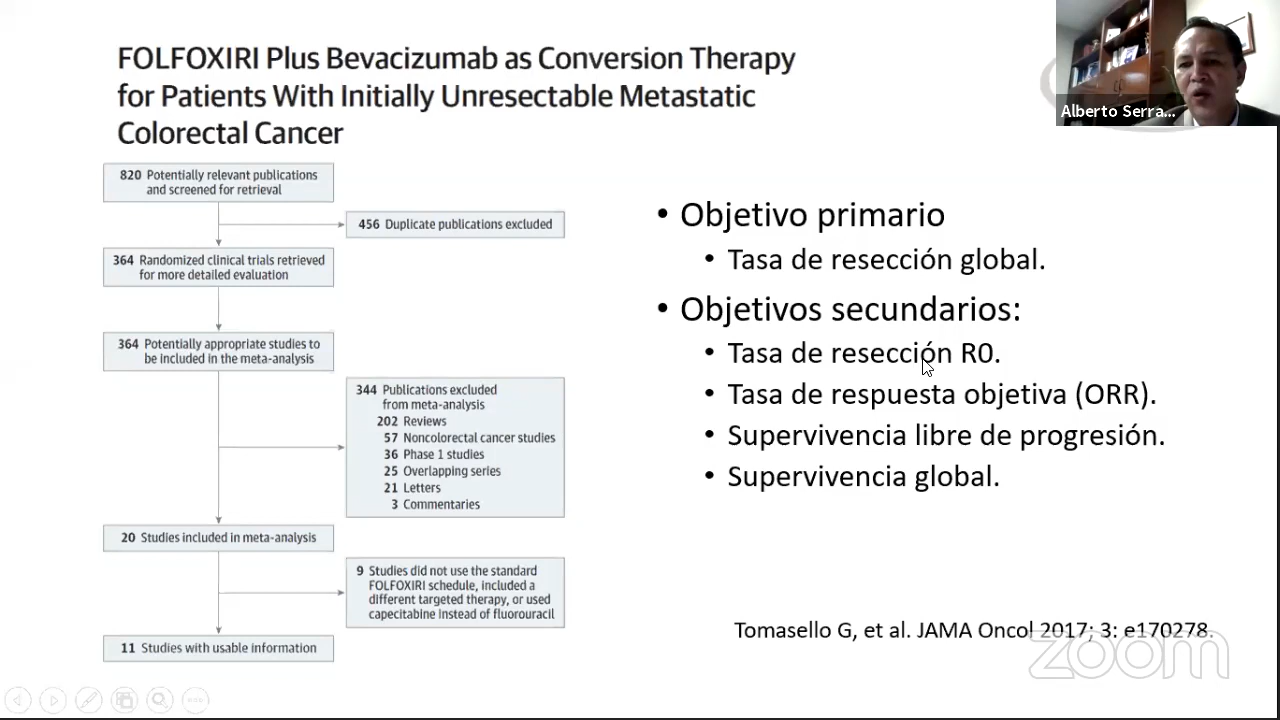 FOLFOXIRI Plus Bevacizumab as Conversion Therapy
for Patients With Initially Unresectable Metastatic
Colorectal Cancer
Alberto Serra...
820 Potentially relevant publications
and screened for retrieval
456 Duplicate publications excluded
364 Randomized clinical trials retrieved
for more detailed evaluation
364 Potentially appropriate studies to
be included in the meta-analysis
344 Publications excluded
from meta-analysis
202 Reviews
57 Noncolorectal cancer studies
36 Phase 1 studies
25 Overlapping series
21 Letters
3 Commentaries
20 Studies included in meta-analysis
9 Studies did not use the standard
FOLFOXIRI schedule, included a
different targeted therapy, or used
capecitabine instead of fluorouracil
11 Studies with usable information
• Objetivo primario
• Tasa de resección global.
• Objetivos secundarios:
• Tasa de resección R0.
• Tasa de respuesta objetiva (ORR).
• Supervivencia libre de progresión.
• Supervivencia global.
Tomasello G, et al. JAMA Oncol 2017; 3: e170278.
zoom